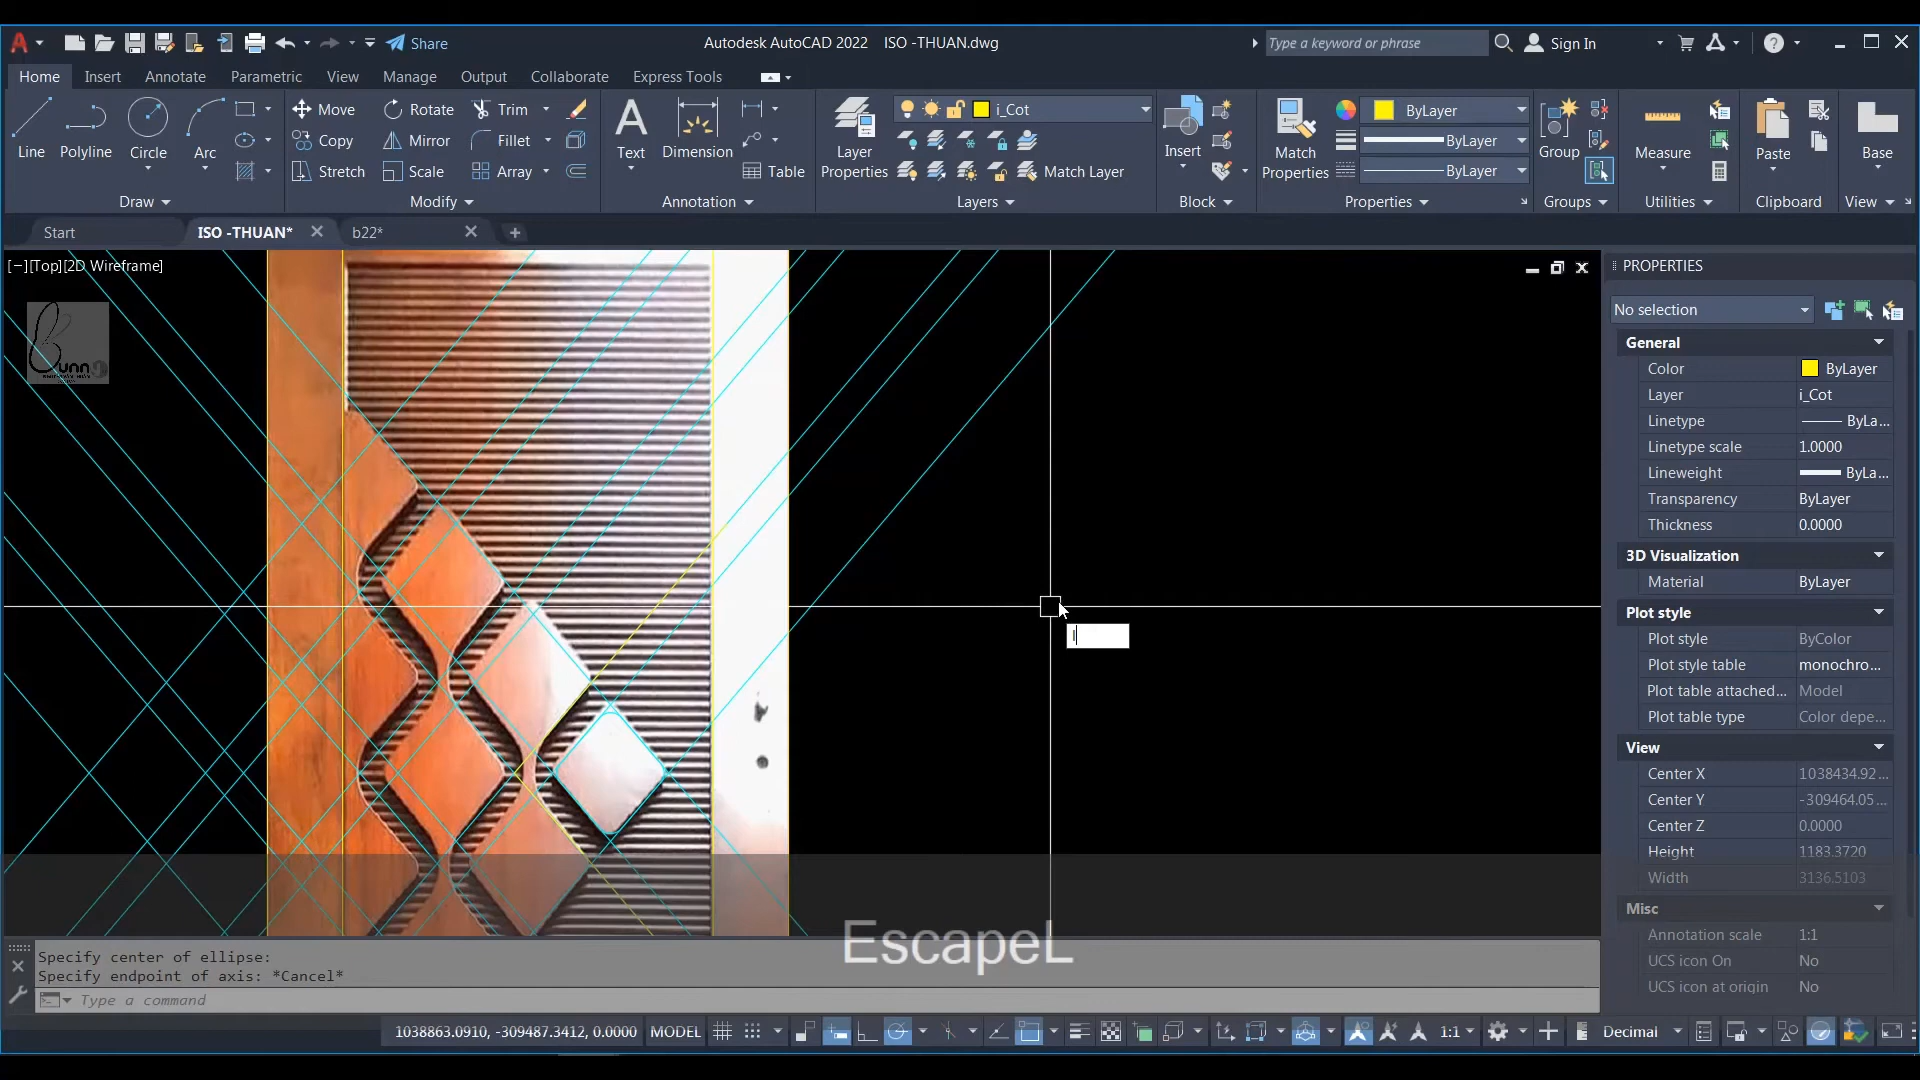 Share
Autodesk AutoCAD 2022 ISO -THUAN.dwg
Type a keyword or phrase
Sign In
Home Insert Annotate Parametric View Manage Output Collaborate Express Tools
Line Polyline Circle Arc
Move Rotate Trim
Copy Mirror Fillet
Stretch Scale Array
Text Dimension Table
Layer Properties
i_Cot
Match Layer
Insert
Match Properties
ByLayer
ByLayer
ByLayer
Group
Measure
Paste
Base
Draw Modify Annotation Layers Block Properties Groups Utilities Clipboard View
Start ISO -THUAN* b22*
[−][Top][2D Wireframe]
unn
l
PROPERTIES
No selection
General
Color ByLayer
Layer i_Cot
Linetype ByLa...
Linetype scale 1.0000
Lineweight ByLa...
Transparency ByLayer
Thickness 0.0000
3D Visualization
Material ByLayer
Plot style
Plot style ByColor
Plot style table monochro...
Plot table attached... Model
Plot table type Color depe...
View
Center X 1038434.92...
Center Y -309464.05...
Center Z 0.0000
Height 1183.3720
Width 3136.5103
Misc
Annotation scale 1:1
UCS icon On No
UCS icon at origin No
EscapeL
Specify center of ellipse:
Specify endpoint of axis: *Cancel*
Type a command
1038863.0910, -309487.3412, 0.0000 MODEL 1:1 Decimal